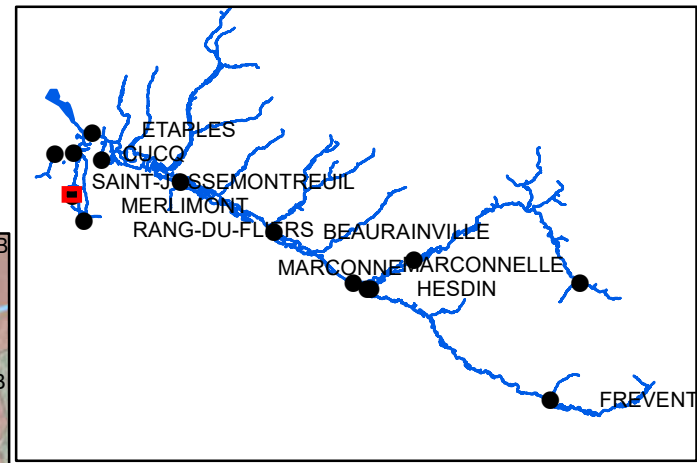 ETAPLES
CUCQ
SAINT-JOSSE
MONTREUIL
MERLIMONT
RANG-DU-FLIERS
BEAURAINVILLE
MARCONNE
MARCONNELLE
HESDIN
FREVENT